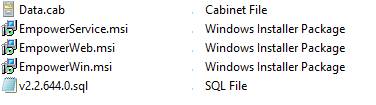 Data.cab Cabinet File
EmpowerService.msi Windows Installer Package
EmpowerWeb.msi Windows Installer Package
EmpowerWin.msi Windows Installer Package
v2.2.644.0.sql SQL File